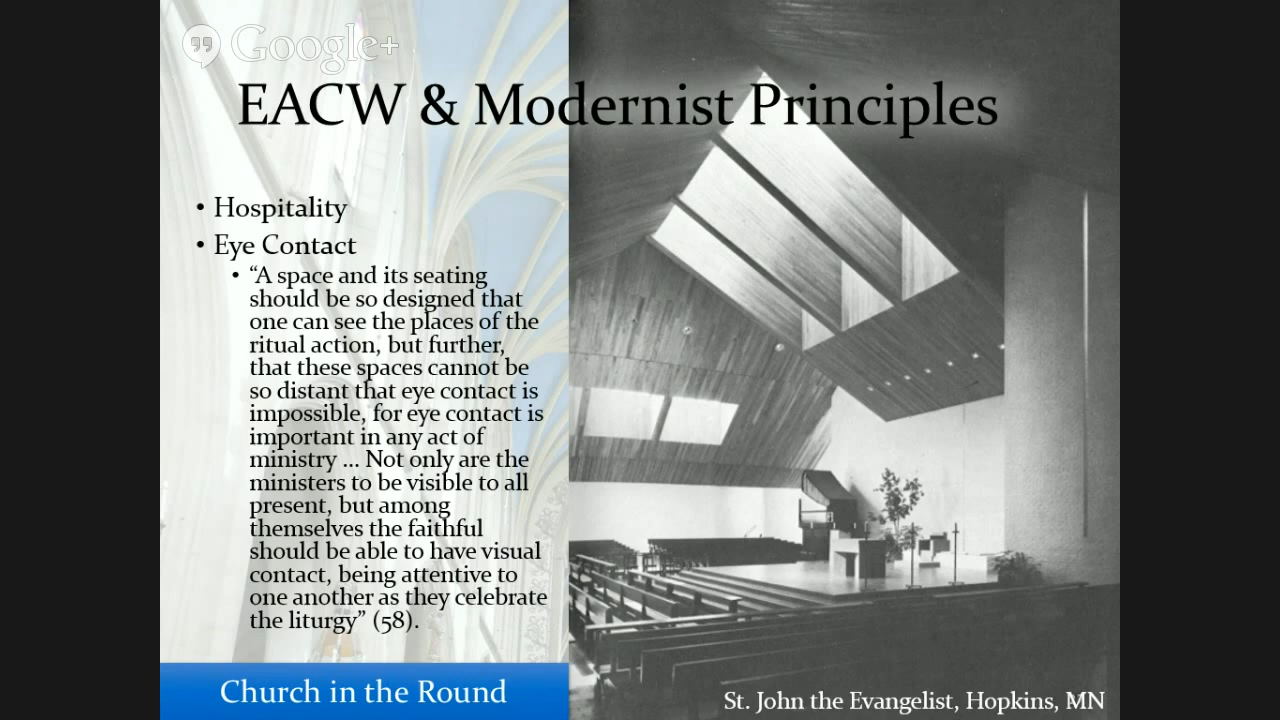 Google+
EACW & Modernist Principles
• Hospitality
• Eye Contact
• “A space and its seating
should be so designed that
one can see the places of the
ritual action, but further,
that these spaces cannot be
so distant that eye contact is
impossible, for eye contact is
important in any act of
ministry ... Not only are the
ministers to be visible to all
present, but among
themselves the faithful
should be able to have visual
contact, being attentive to
one another as they celebrate
the liturgy” (58).
Church in the Round
St. John the Evangelist, Hopkins, MN